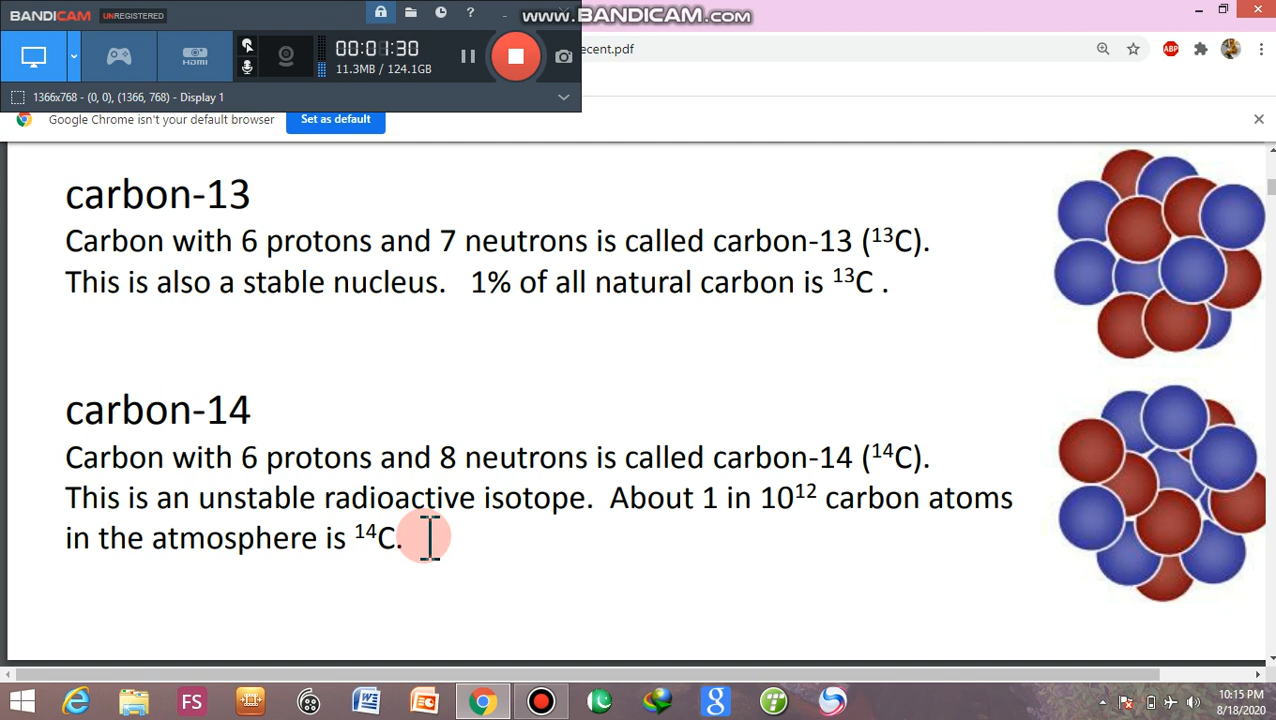 BANDICAM UNREGISTERED
www.BANDICAM.com
00:01:30
11.3MB / 124.1GB
HDMI
1366x768 - (0, 0), (1366, 768) - Display 1
ecent.pdf
ABP
Google Chrome isn't your default browser Set as default
carbon-13
Carbon with 6 protons and 7 neutrons is called carbon-13 (¹³C).
This is also a stable nucleus. 1% of all natural carbon is ¹³C .
carbon-14
Carbon with 6 protons and 8 neutrons is called carbon-14 (¹⁴C).
This is an unstable radioactive isotope. About 1 in 10¹² carbon atoms
in the atmosphere is ¹⁴C.
FS
10:15 PM
8/18/2020